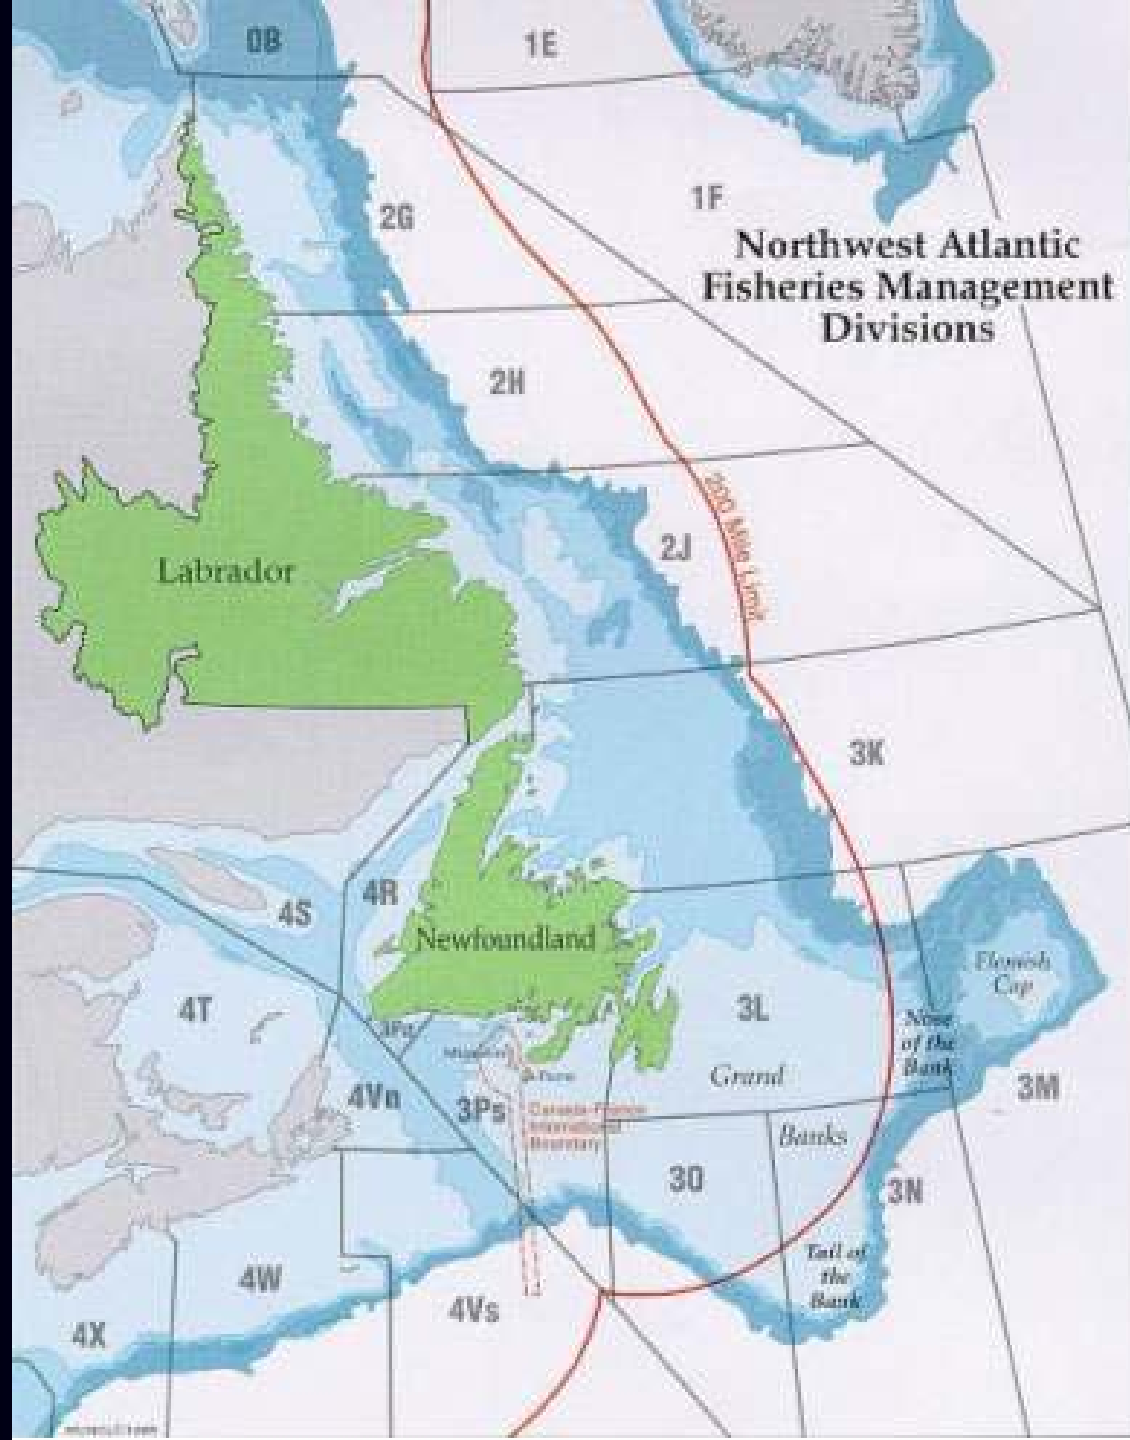 0B
1E
2G
1F
Northwest Atlantic
Fisheries Management
Divisions
2H
200 Mile Limit
2J
Labrador
3K
4R
4S
Newfoundland
Flemish
Cap
4T
3L
Nose
of the
Bank
Grand
3M
4Vn
3Ps
Canada-France
International
Boundary
Banks
3O
3N
Tail of
the
Bank
4W
4Vs
4X